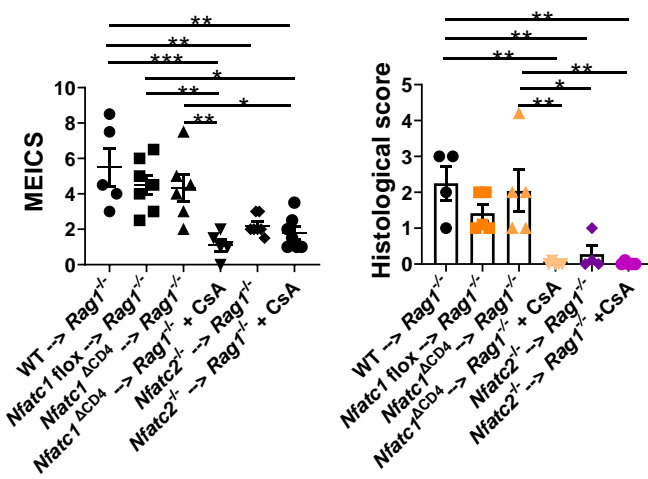 **
**
***
*
**
*
**
MEICS
10
8
6
4
2
0
WT --> Rag1-/-
Nfatc1 flox --> Rag1-/-
Nfatc1 ΔCD4 --> Rag1-/-
Nfatc1 ΔCD4 --> Rag1-/- + CsA
Nfatc2-/- --> Rag1-/-
Nfatc2-/- --> Rag1-/- + CsA
**
**
**
**
*
**
Histological score
5
4
3
2
1
0
WT --> Rag1-/-
Nfatc1 flox --> Rag1-/-
Nfatc1ΔCD4 --> Rag1-/-
Nfatc1ΔCD4 --> Rag1-/- + CsA
Nfatc2-/- --> Rag1-/-
Nfatc2-/- --> Rag1-/- +CsA